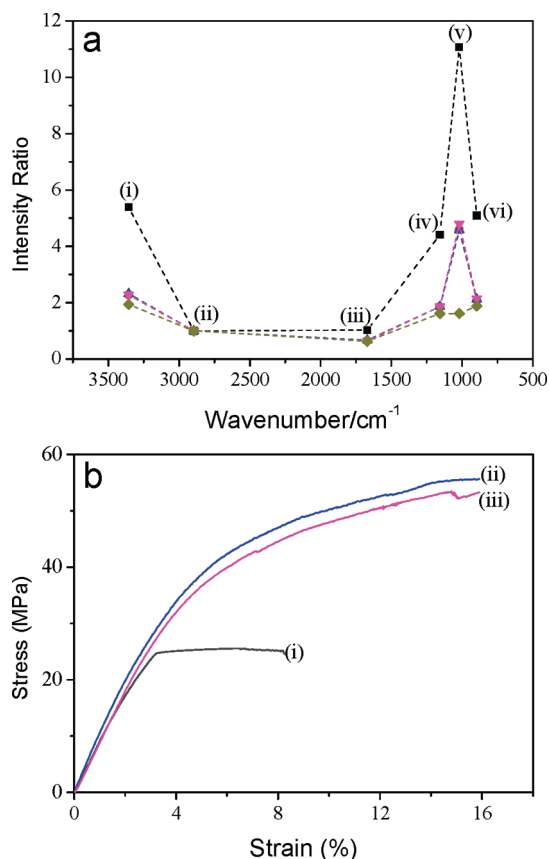 a
12
10
8
6
4
2
0
Intensity Ratio
(i)
(ii)
(iii)
(iv)
(v)
(vi)
3500 3000 2500 2000 1500 1000 500
Wavenumber/cm⁻¹
b
60
40
20
0
Stress (MPa)
(ii)
(iii)
(i)
0 4 8 12 16
Strain (%)